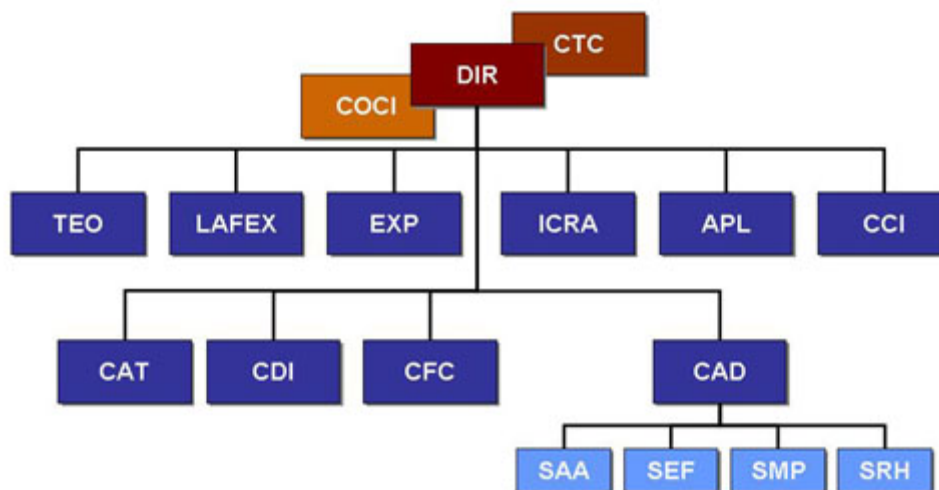 CTC
DIR
COCI
TEO LAFEX EXP ICRA APL CCI
CAT CDI CFC CAD
SAA SEF SMP SRH